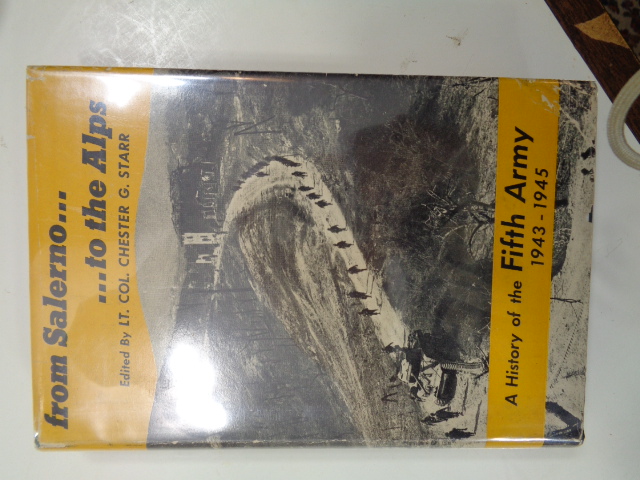 from Salerno...
...to the Alps
Edited By LT. COL. CHESTER G. STARR
A History of the Fifth Army
1943-1945